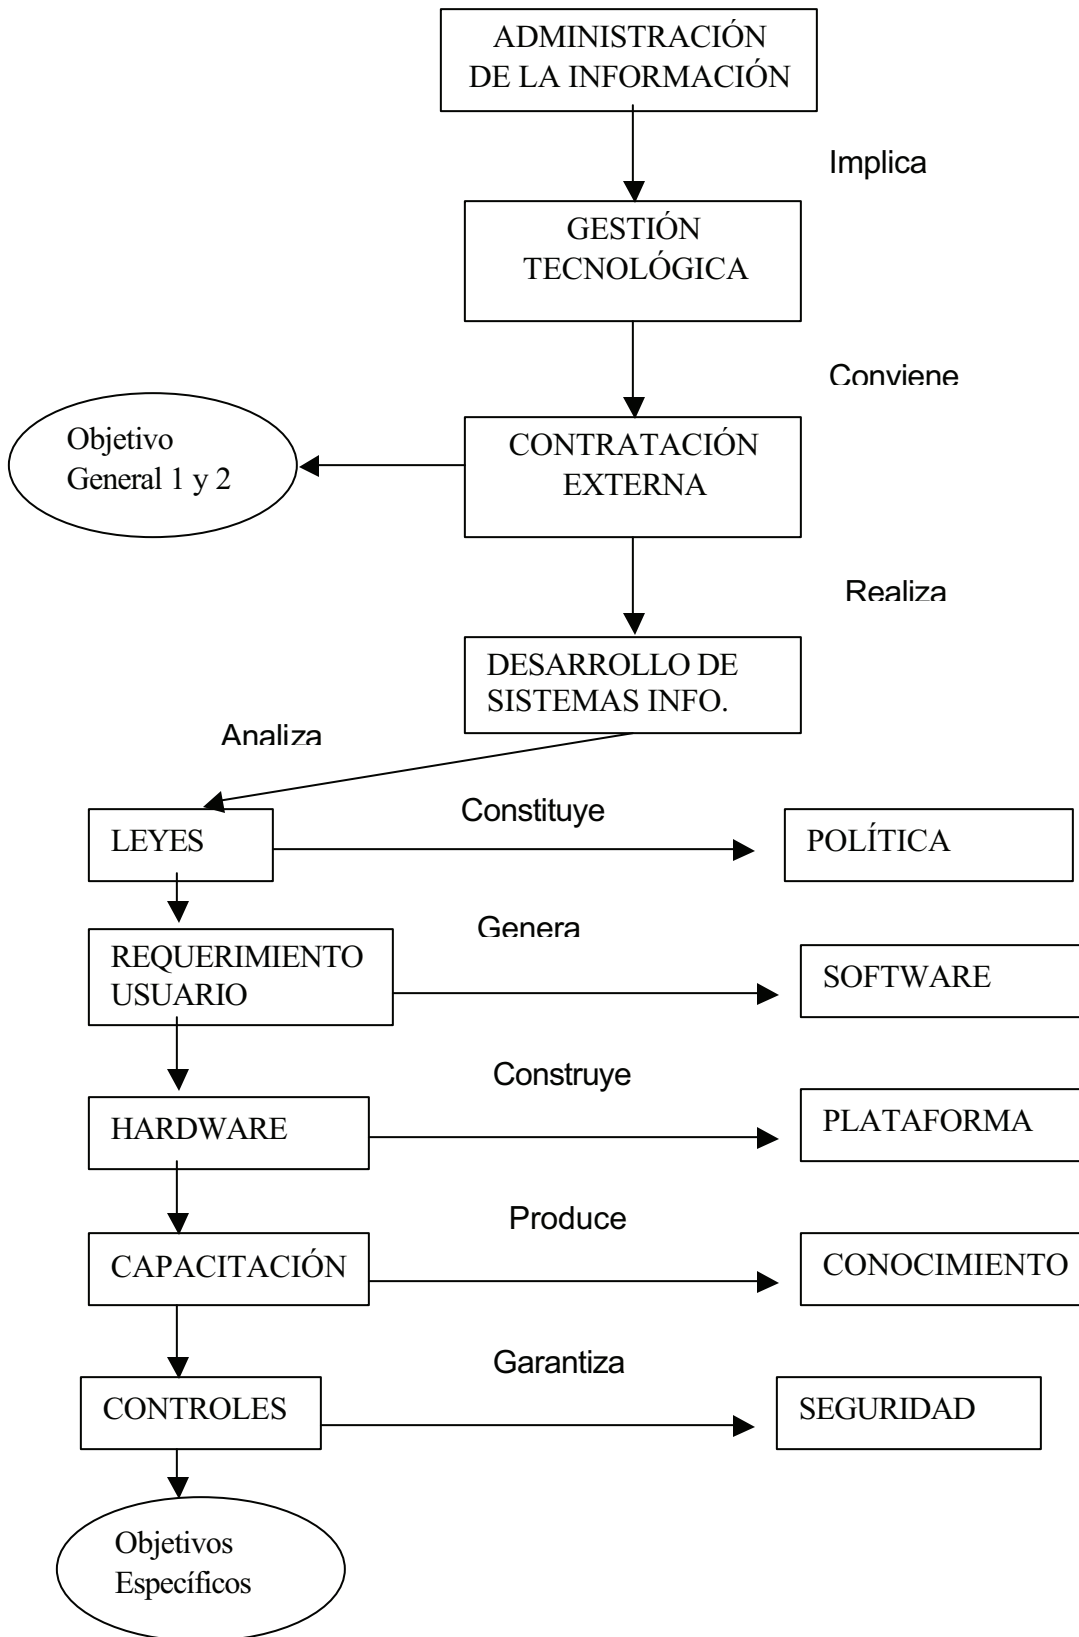 ADMINISTRACIÓN
DE LA INFORMACIÓN
Implica
GESTIÓN
TECNOLÓGICA
Conviene
Objetivo
General 1 y 2
CONTRATACIÓN
EXTERNA
Realiza
DESARROLLO DE
SISTEMAS INFO.
Analiza
Constituye
LEYES
POLÍTICA
Genera
REQUERIMIENTO
USUARIO
SOFTWARE
Construye
HARDWARE
PLATAFORMA
Produce
CAPACITACIÓN
CONOCIMIENTO
Garantiza
CONTROLES
SEGURIDAD
Objetivos
Específicos